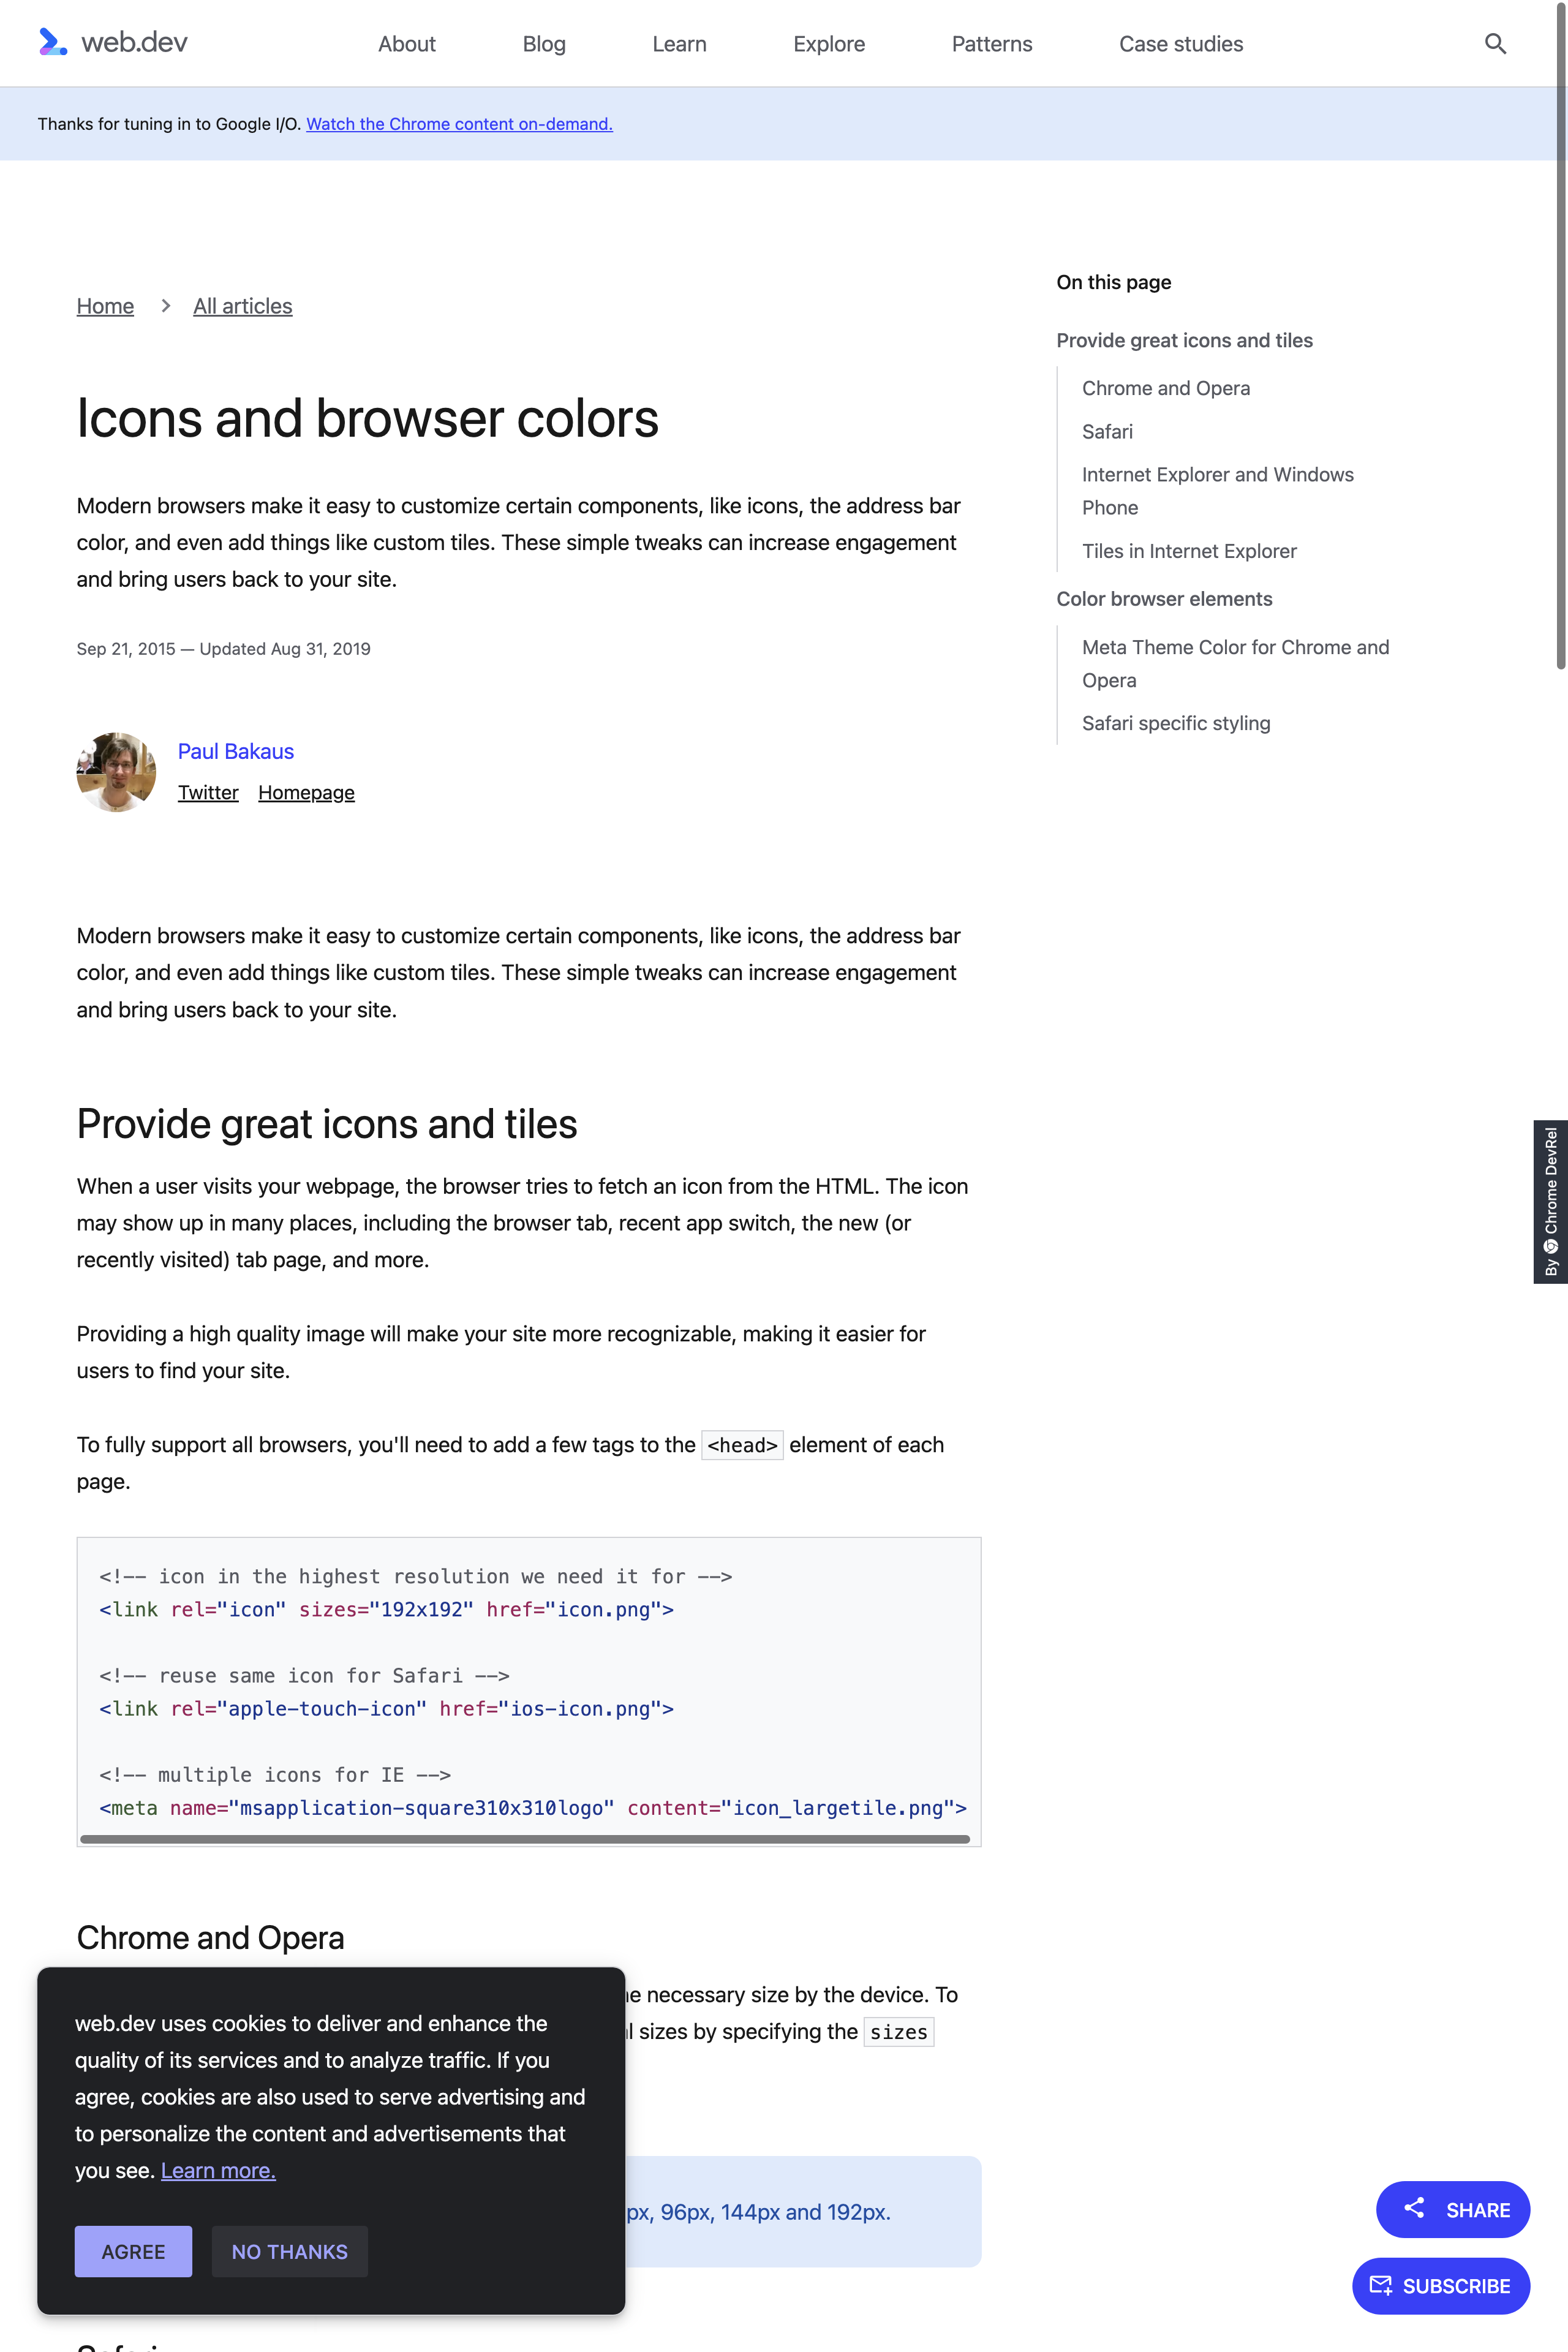 web.dev
About
Blog
Learn
Explore
Patterns
Case studies
Thanks for tuning in to Google I/O. Watch the Chrome content on-demand.
Home
All articles
Icons and browser colors
Modern browsers make it easy to customize certain components, like icons, the address bar
color, and even add things like custom tiles. These simple tweaks can increase engagement
and bring users back to your site.
Sep 21, 2015 — Updated Aug 31, 2019
Paul Bakaus
Twitter Homepage
On this page
Provide great icons and tiles
Chrome and Opera
Safari
Internet Explorer and Windows
Phone
Tiles in Internet Explorer
Color browser elements
Meta Theme Color for Chrome and
Opera
Safari specific styling
Modern browsers make it easy to customize certain components, like icons, the address bar
color, and even add things like custom tiles. These simple tweaks can increase engagement
and bring users back to your site.
Provide great icons and tiles
When a user visits your webpage, the browser tries to fetch an icon from the HTML. The icon
may show up in many places, including the browser tab, recent app switch, the new (or
recently visited) tab page, and more.
Providing a high quality image will make your site more recognizable, making it easier for
users to find your site.
To fully support all browsers, you'll need to add a few tags to the <head> element of each
page.
<!-- icon in the highest resolution we need it for -->
<link rel="icon" sizes="192x192" href="icon.png">
<!-- reuse same icon for Safari -->
<link rel="apple-touch-icon" href="ios-icon.png">
<!-- multiple icons for IE -->
<meta name="msapplication-square310x310logo" content="icon_largetile.png">
Chrome and Opera
necessary size by the device. To
sizes by specifying the sizes
px, 96px, 144px and 192px.
web.dev uses cookies to deliver and enhance the
quality of its services and to analyze traffic. If you
agree, cookies are also used to serve advertising and
to personalize the content and advertisements that
you see. Learn more.
AGREE
NO THANKS
By Chrome DevRel
SHARE
SUBSCRIBE